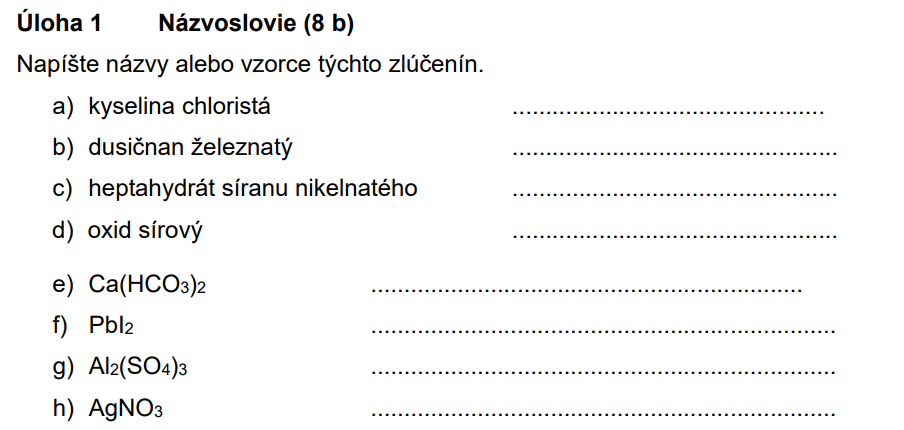 Úloha 1 Názvoslovie (8 b)
Napíšte názvy alebo vzorce týchto zlúčenín.
a) kyselina chloristá ...............................................
b) dusičnan železnatý .................................................
c) heptahydrát síranu nikelnatého .................................................
d) oxid sírový .................................................
e) Ca(HCO3)2 .................................................................
f) PbI2 ......................................................................
g) Al2(SO4)3 ......................................................................
h) AgNO3 ......................................................................